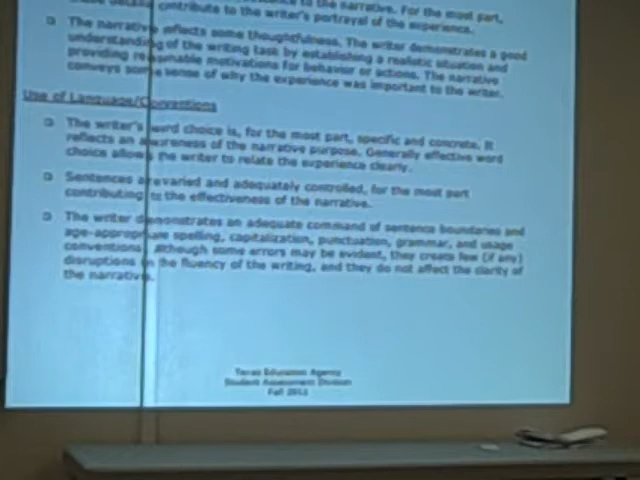 to the narrative. For the most part,
contribute to the writer's portrayal of the experience.
The narrative reflects some thoughtfulness. The writer demonstrates a good
understanding of the writing task by establishing a realistic situation and
providing reasonable motivations for behavior or actions. The narrative
conveys some sense of why the experience was important to the writer.
Use of Language/Conventions
The writer's word choice is, for the most part, specific and concrete. It
reflects an awareness of the narrative purpose. Generally effective word
choice allows the writer to relate the experience clearly.
Sentences are varied and adequately controlled, for the most part
contributing to the effectiveness of the narrative.
The writer demonstrates an adequate command of sentence boundaries and
age-appropriate spelling, capitalization, punctuation, grammar, and usage
conventions. Although some errors may be evident, they create few (if any)
disruptions in the fluency of the writing, and they do not affect the clarity of
the narrative.
Texas Education Agency
Student Assessment Division
Fall 2011